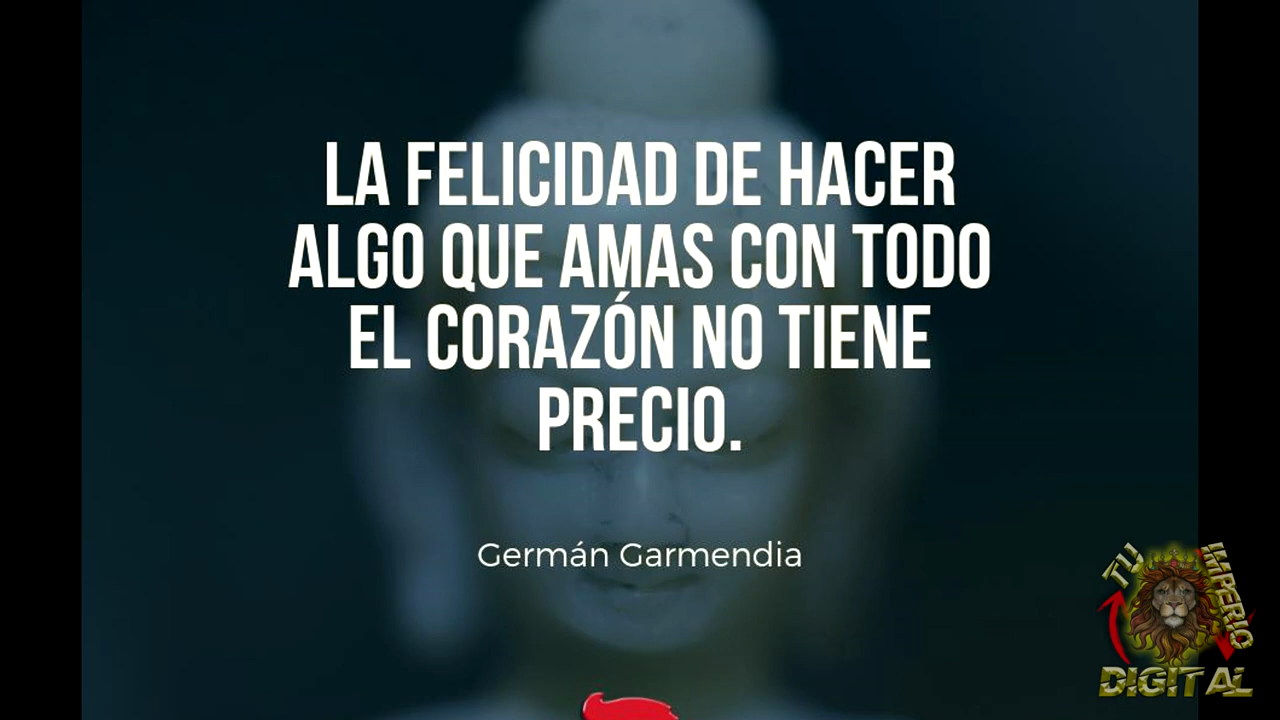 LA FELICIDAD DE HACER
ALGO QUE AMAS CON TODO
EL CORAZÓN NO TIENE
PRECIO.
Germán Garmendia
TU IMPERIO
DIGITAL